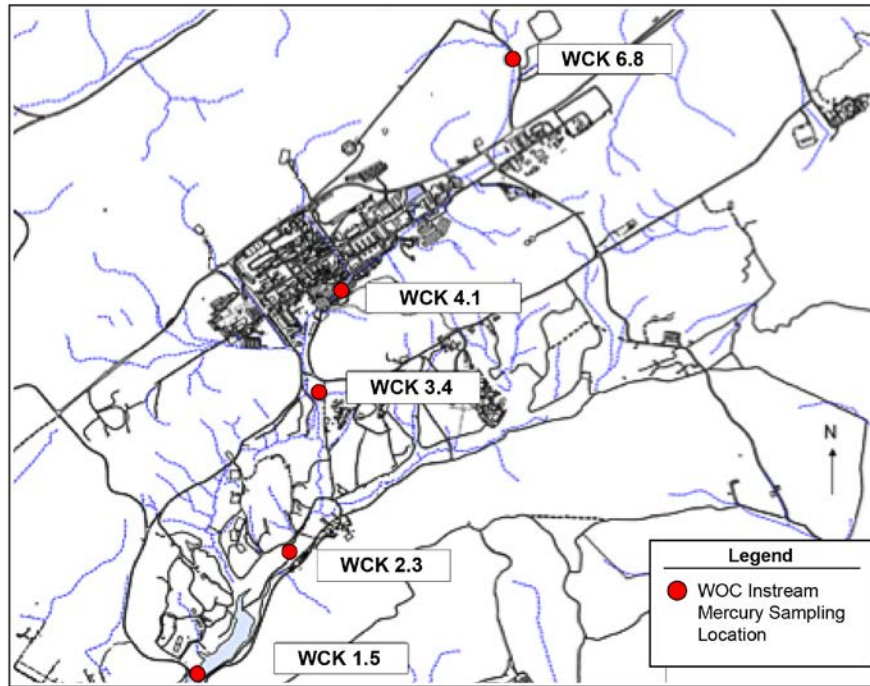 WCK 6.8
WCK 4.1
WCK 3.4
N
WCK 2.3
WCK 1.5
Legend
WOC Instream
Mercury Sampling
Location